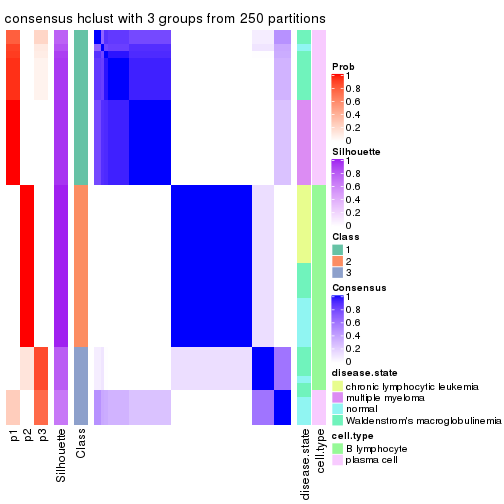 consensus hclust with 3 groups from 250 partitions
Prob
1
0.8
0.6
0.4
0.2
0
Silhouette
1
0.8
0.6
0.4
0.2
0
Class
1
2
3
Consensus
1
0.8
0.6
0.4
0.2
0
disease.state
chronic lymphocytic leukemia
multiple myeloma
normal
Waldenstrom's macroglobulinemia
cell.type
B lymphocyte
plasma cell
p1
p2
p3
Silhouette
Class
disease.state
cell.type